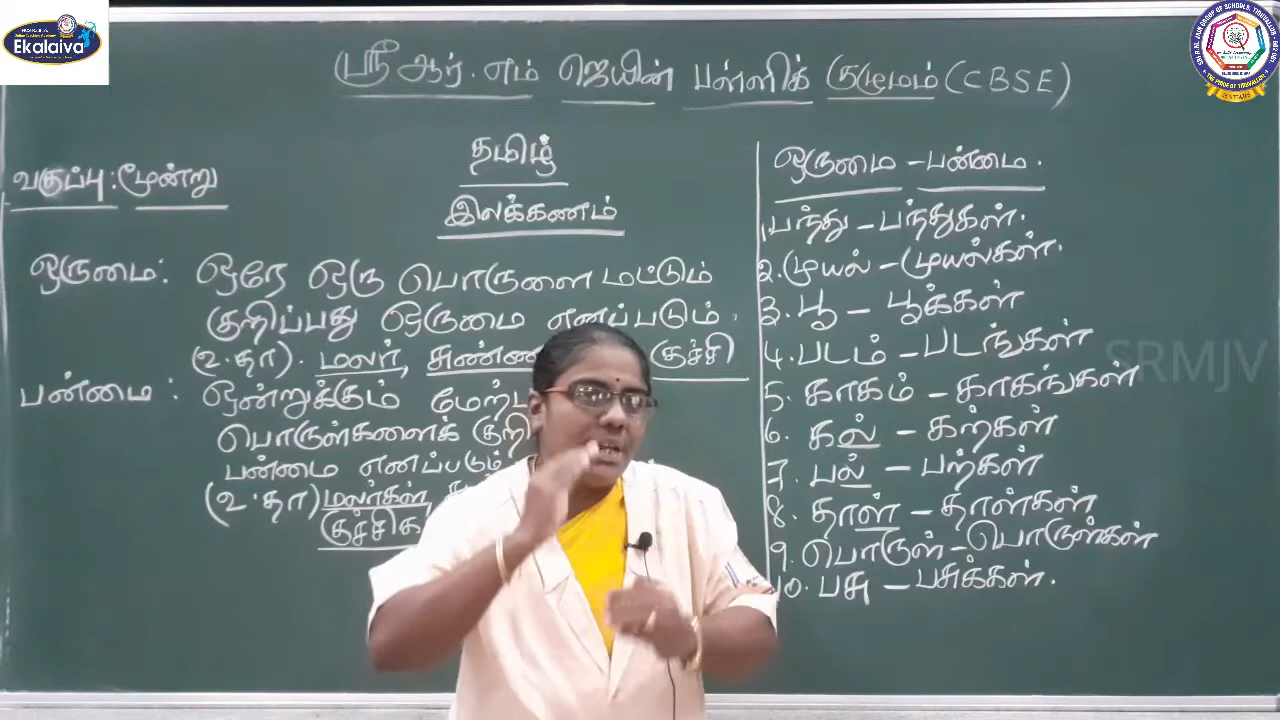 Ekalaiva
ஸ்ரீ ஆர். எம் ஜெயின் பள்ளிக் குழுமம் (CBSE)
தமிழ்
வகுப்பு : மூன்று
இலக்கணம்
ஒருமை : ஒரே ஒரு பொருளை மட்டும்
குறிப்பது ஒருமை எனப்படும்.
(உ.தா). மலர், சுண்ண குச்சி
பன்மை : ஒன்றுக்கும்
பொருள்களைக்
பன்மை எனப்படும்
(உ.தா) மலர்கள்,
ஒருமை - பன்மை.
1. பந்து - பந்துகள்.
2. முயல் - முயல்கள்.
3. பூ - பூக்கள்
4. படம் - படங்கள்
5. காகம் - காகங்கள்
6. கல் - கற்கள்
7. பல் - பற்கள்
8. தாள் - தாள்கள்
9. பொருள் - பொருள்கள்
10. பசு - பசுக்கள்.
SRMJV